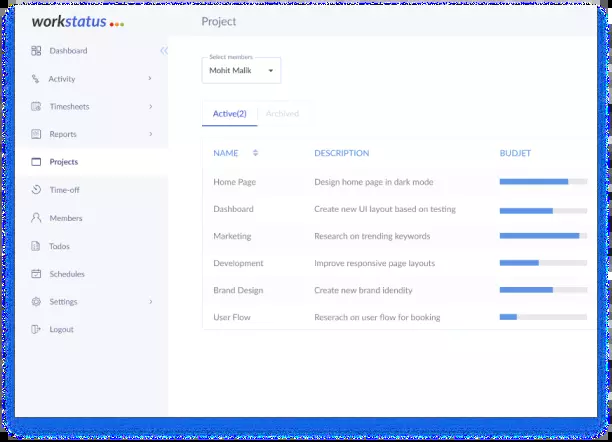 workstatus
Project
Dashboard
Activity
Timesheets
Reports
Projects
Time-off
Members
Todos
Schedules
Settings
Logout
Select members
Mohit Malik
Active(2) Archived
NAME DESCRIPTION BUDJET
Home Page Design home page in dark mode
Dashboard Create new UI layout based on testing
Marketing Research on trending keywords
Development Improve responsive page layouts
Brand Design Create new brand idendity
User Flow Reserach on user flow for booking